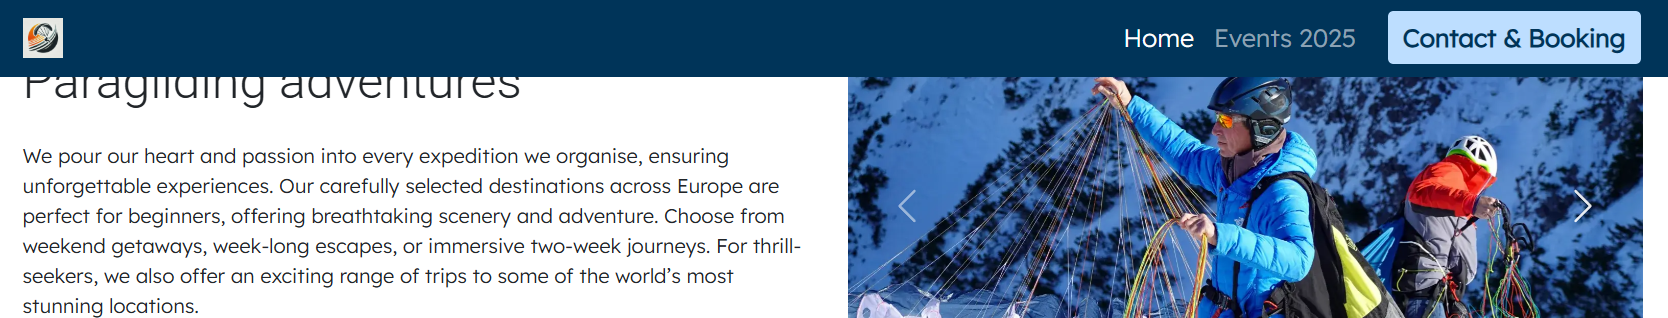 Home Events 2025 Contact & Booking
Paragliding adventures
We pour our heart and passion into every expedition we organise, ensuring
unforgettable experiences. Our carefully selected destinations across Europe are
perfect for beginners, offering breathtaking scenery and adventure. Choose from
weekend getaways, week-long escapes, or immersive two-week journeys. For thrill-
seekers, we also offer an exciting range of trips to some of the world’s most
stunning locations.